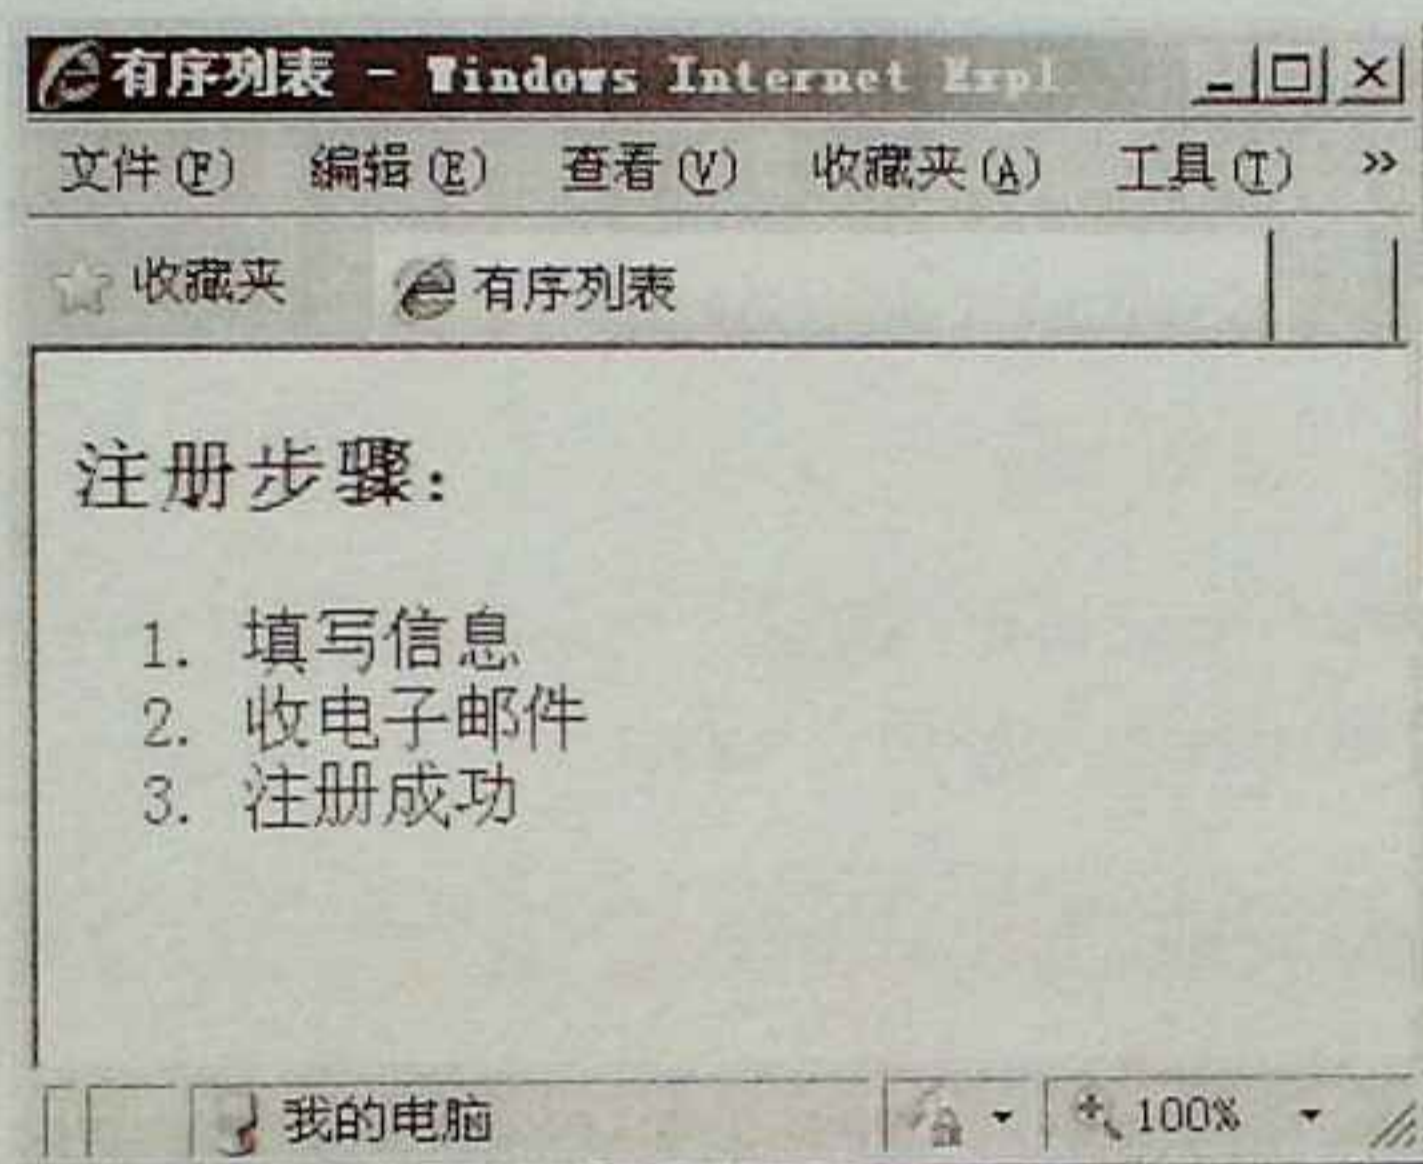 有序列表 - Windows Internet Expl
文件(F) 编辑(E) 查看(V) 收藏夹(A) 工具(T) »
收藏夹 有序列表
注册步骤:
1. 填写信息
2. 收电子邮件
3. 注册成功
我的电脑 100%